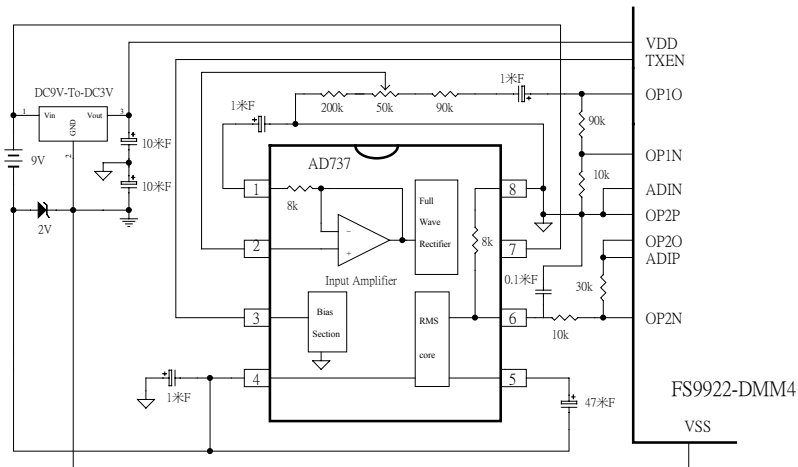 VDD
TXEN
DC9V-To-DC3V
1米F
200k
50k
90k
1米F
OP1O
1
Vin
Vout
3
GND
2
10米F
90k
9V
10米F
OP1N
10k
2V
AD737
1
8k
8
ADIN
OP2P
Full
Wave
Rectifier
8k
2
7
OP2O
ADIP
Input Amplifier
0.1米F
30k
3
Bias
Section
RMS
core
6
10k
OP2N
4
5
1米F
47米F
FS9922-DMM4
VSS